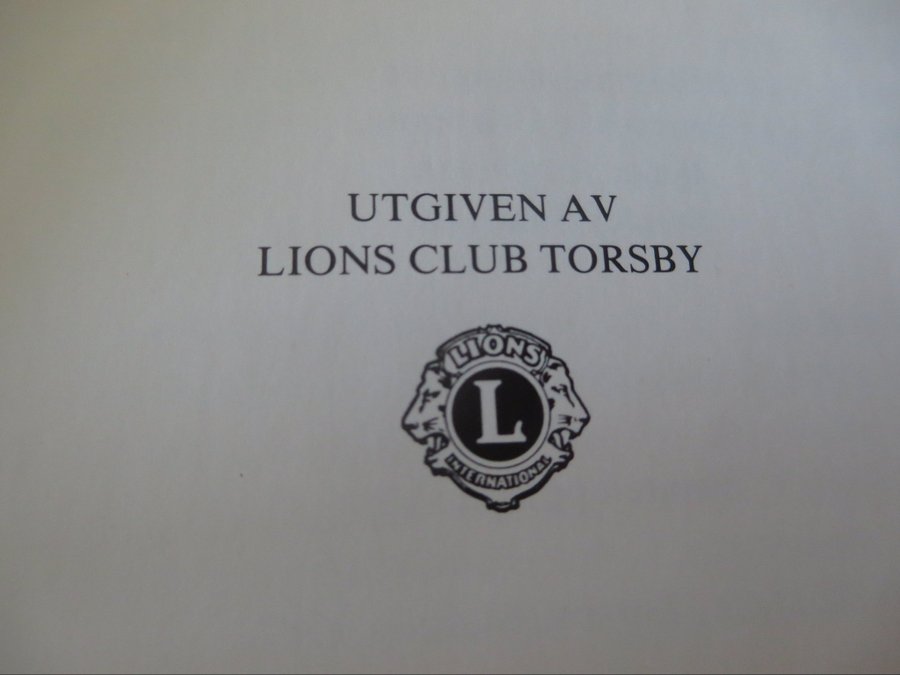 UTGIVEN AV
LIONS CLUB TORSBY
LIONS
L
INTERNATIONAL